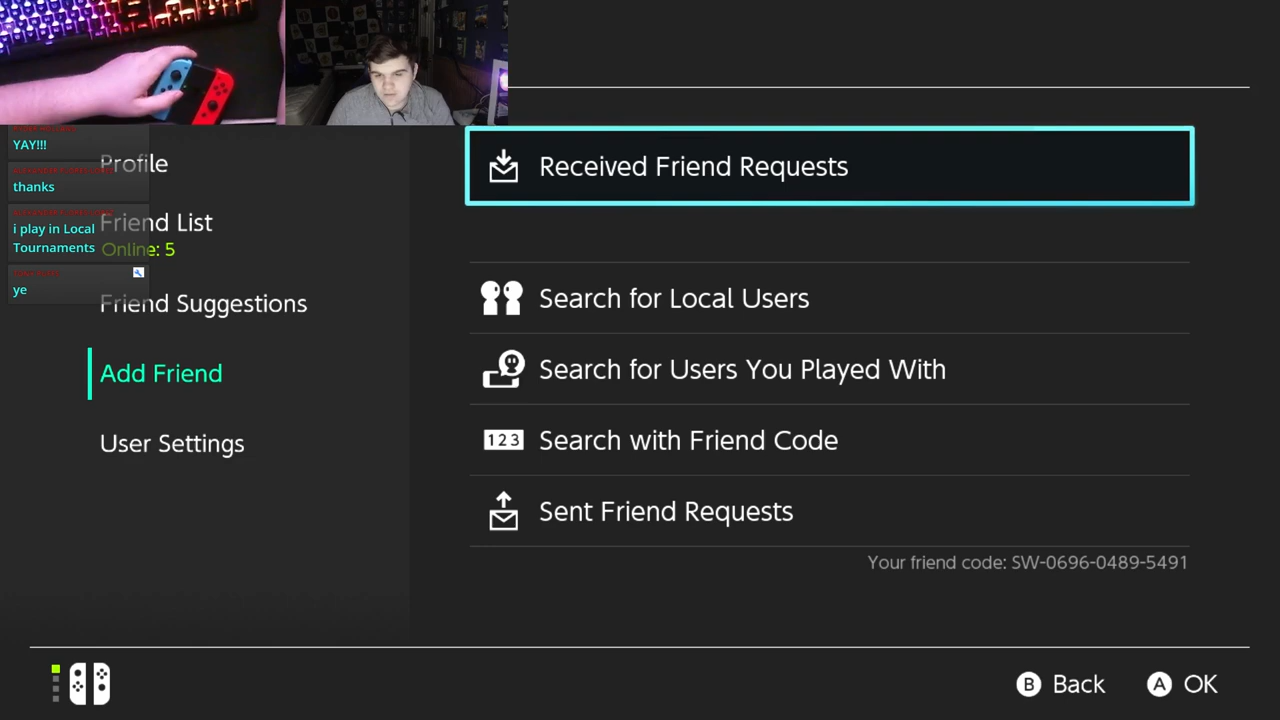 YAY!!!
thanks
i play in Local
Tournaments
ye
Profile
Friend List
Online: 5
Friend Suggestions
Add Friend
User Settings
Received Friend Requests
Search for Local Users
Search for Users You Played With
123 Search with Friend Code
Sent Friend Requests
Your friend code: SW-0696-0489-5491
B Back
A OK